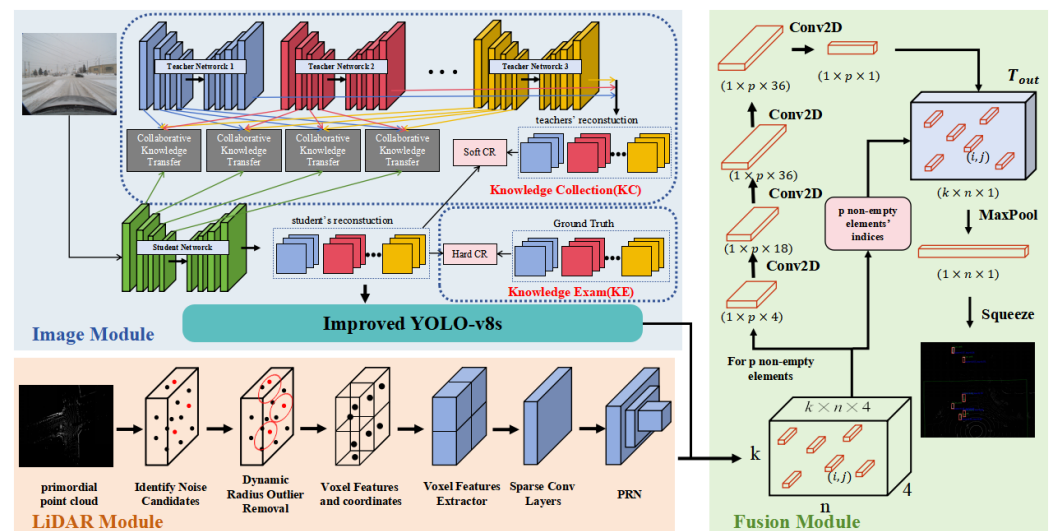 Teacher Network 1
Teacher Network 2
Teacher Network 3
Collaborative
Knowledge
Transfer
Collaborative
Knowledge
Transfer
Collaborative
Knowledge
Transfer
Collaborative
Knowledge
Transfer
teachers' reconstruction
Soft CR
Knowledge Collection(KC)
Student Network
student's reconstuction
Ground Truth
Hard CR
Knowledge Exam(KE)
Improved YOLO-v8s
Image Module
primordial
point cloud
Identify Noise
Candidates
Dynamic
Radius Outlier
Removal
Voxel Features
and coordinates
Voxel Features
Extractor
Sparse Conv
Layers
PRN
LiDAR Module
Conv2D
(1 × p × 36)
(1 × p × 1)
T_out
Conv2D
(1 × p × 36)
(i,j)
(k × n × 1)
Conv2D
p non-empty
elements'
indices
MaxPool
(1 × p × 18)
Conv2D
(1 × n × 1)
(1 × p × 4)
Squeeze
For p non-empty
elements
k × n × 4
k
(i,j)
4
n
Fusion Module